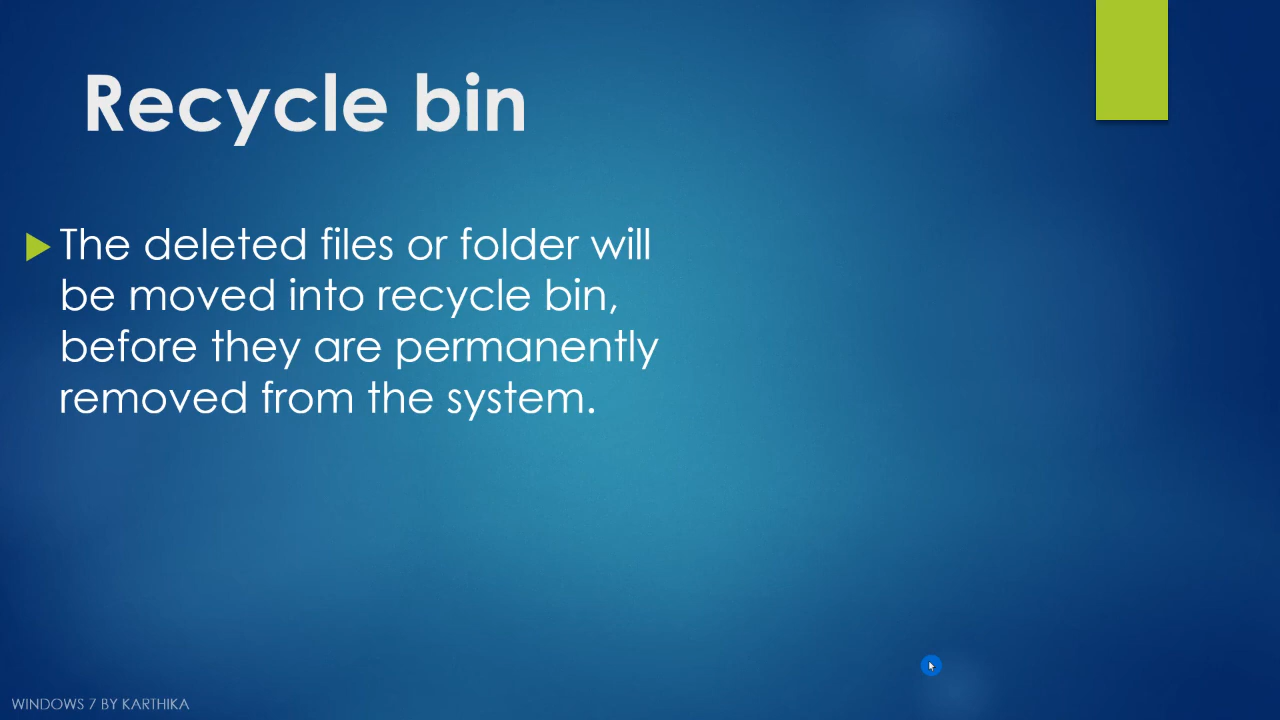 Recycle bin
The deleted files or folder will
be moved into recycle bin,
before they are permanently
removed from the system.
WINDOWS 7 BY KARTHIKA